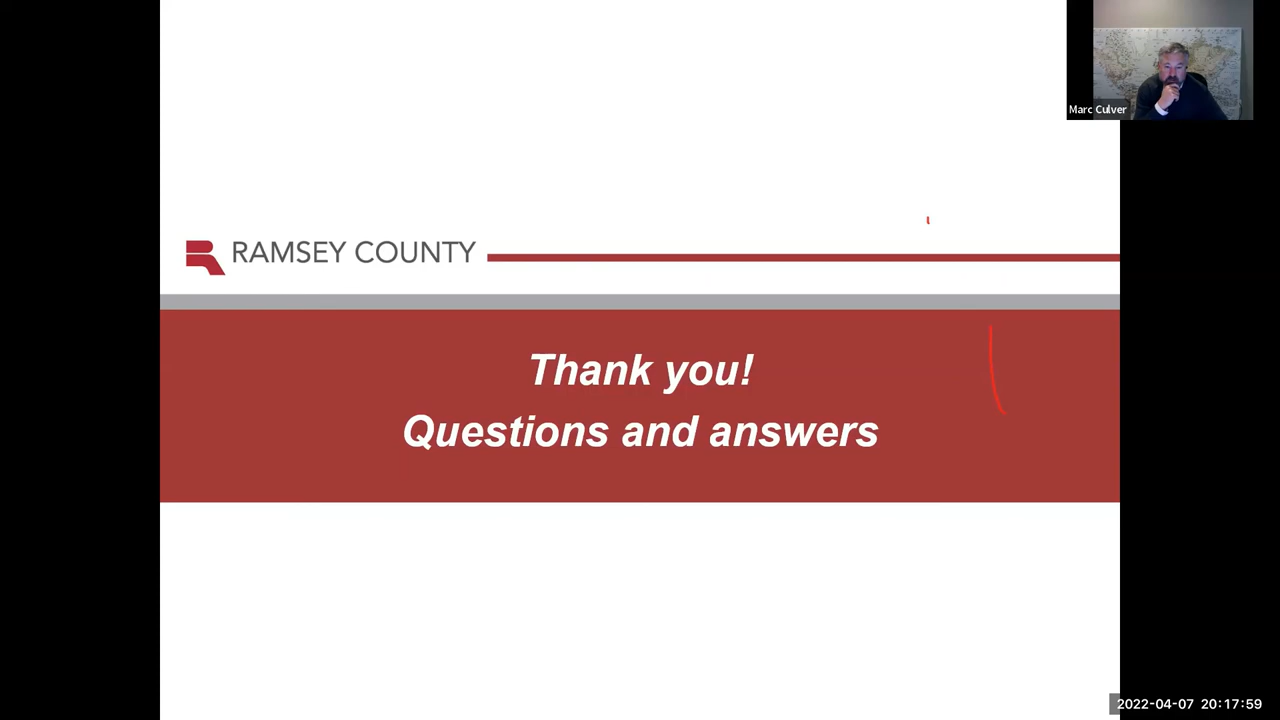 Marc Culver
RAMSEY COUNTY
Thank you!
Questions and answers
2022-04-07 20:17:59